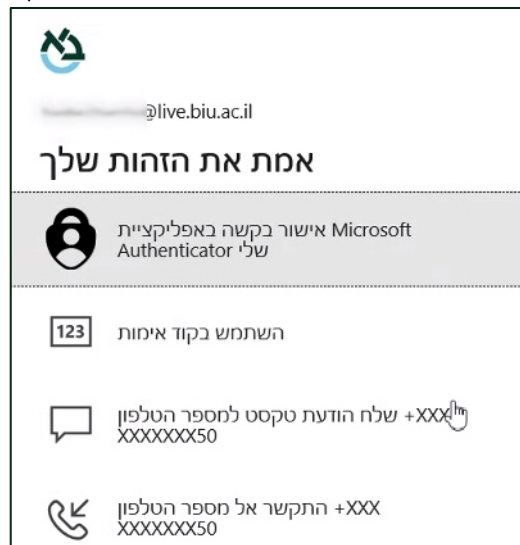 בא
@live.biu.ac.il
אמת את הזהות שלך
Microsoft אישור בקשה באפליקציית
שלי Authenticator
123
השתמש בקוד אימות
+XXX שלח הודעת טקסט למספר הטלפון
XXXXXXX50
+XXX התקשר אל מספר הטלפון
XXXXXXX50